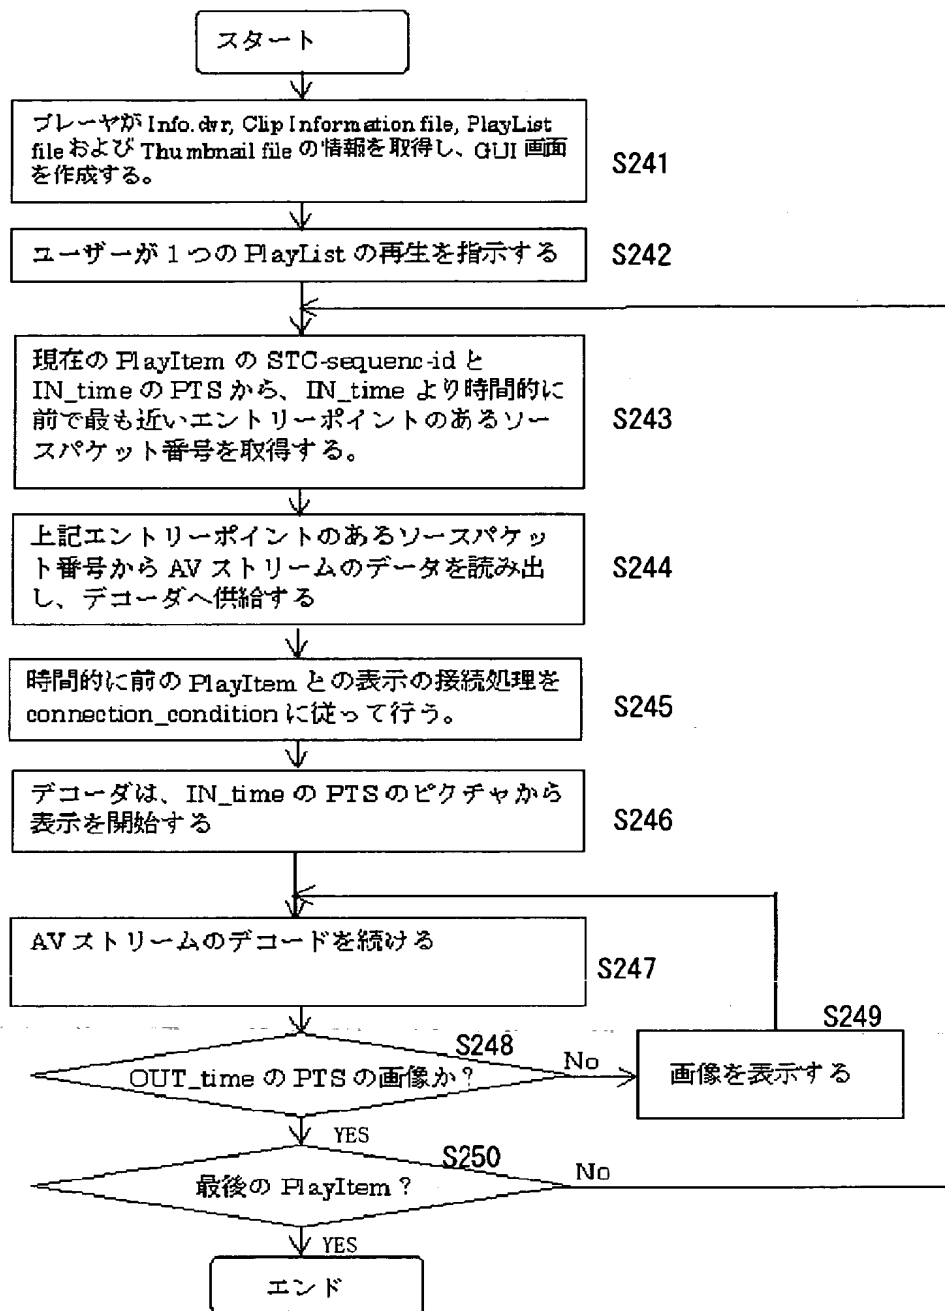 スタート
プレーヤが Info.dvr, Clip Information file, PlayList
file および Thumbnail file の情報を取得し、GUI 画面
を作成する。
S241
ユーザーが 1 つの PlayList の再生を指示する
S242
現在の PlayItem の STC-sequenc-id と
IN_time の PTS から、IN_time より時間的に
前で最も近いエントリーポイントのあるソー
スパケット番号を取得する。
S243
上記エントリーポイントのあるソースパケッ
ト番号から AV ストリームのデータを読み出
し、デコーダへ供給する
S244
時間的に前の PlayItem との表示の接続処理を
connection_condition に従って行う。
S245
デコーダは、IN_time の PTS のピクチャから
表示を開始する
S246
AV ストリームのデコードを続ける
S247
S248
OUT_time の PTS の画像か？
No
S249
画像を表示する
YES
S250
最後の PlayItem？
No
YES
エンド